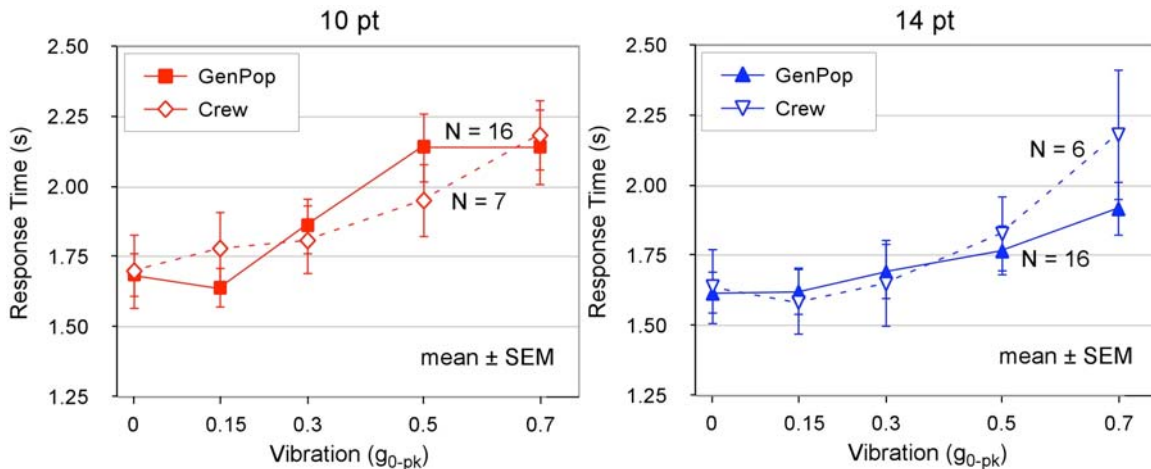 10 pt
2.50
2.25
2.00
1.75
1.50
1.25
Response Time (s)
GenPop
Crew
N = 16
N = 7
mean ± SEM
0 0.15 0.3 0.5 0.7
Vibration (g0-pk)
14 pt
2.50
2.25
2.00
1.75
1.50
1.25
Response Time (s)
GenPop
Crew
N = 6
N = 16
mean ± SEM
0 0.15 0.3 0.5 0.7
Vibration (g0-pk)